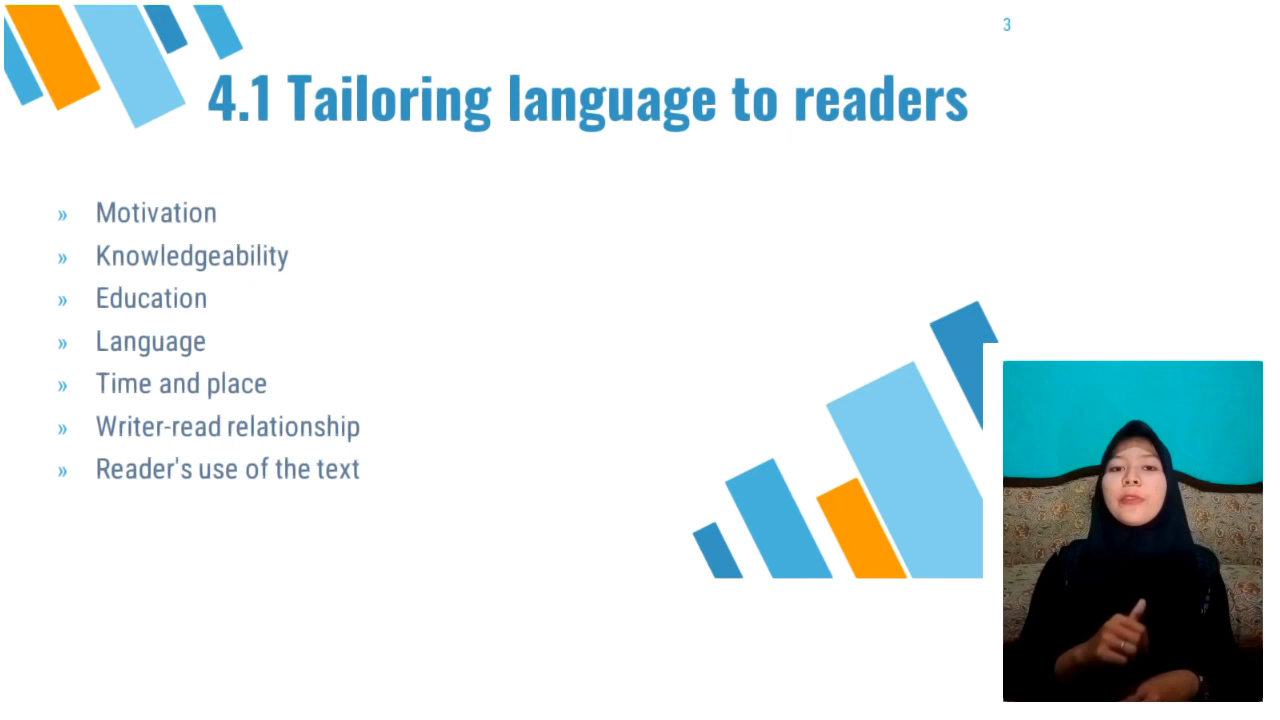 3
4.1 Tailoring language to readers
» Motivation
» Knowledgeability
» Education
» Language
» Time and place
» Writer-read relationship
» Reader's use of the text